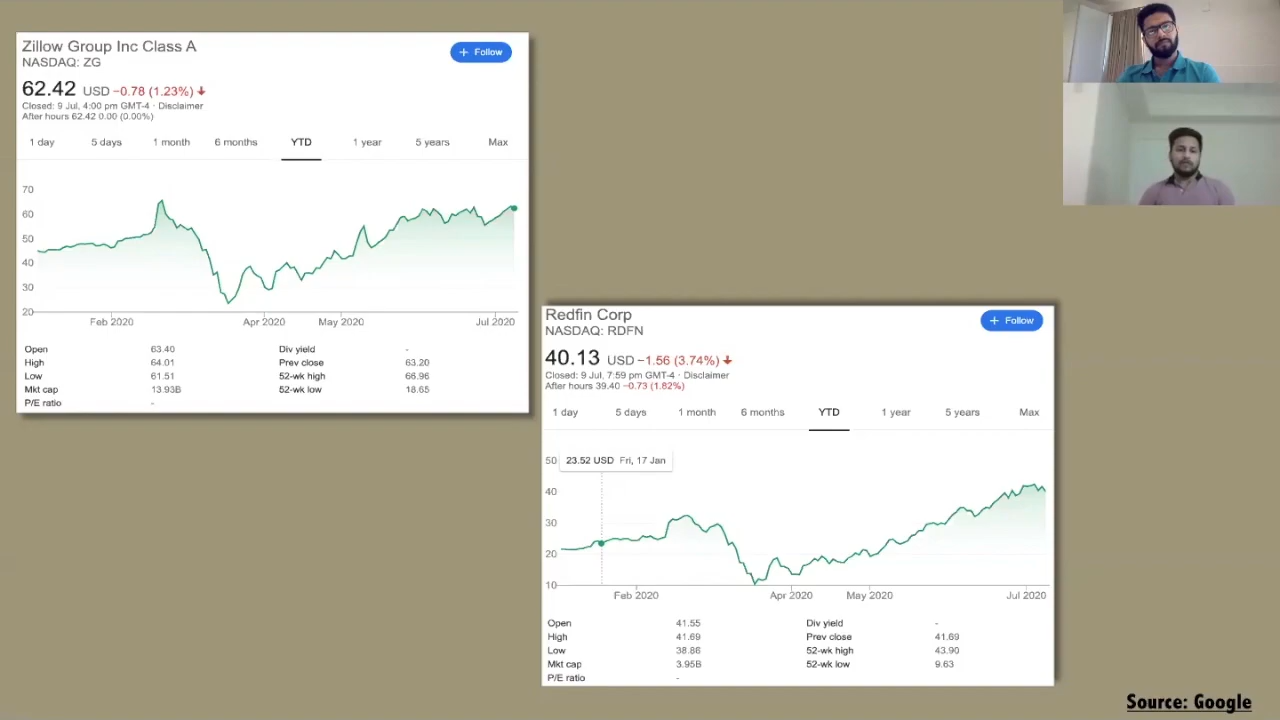 Zillow Group Inc Class A
NASDAQ: ZG
+ Follow
62.42 USD −0.78 (1.23%) ↓
Closed: 9 Jul, 4:00 pm GMT-4 · Disclaimer
After hours 62.42 0.00 (0.00%)
1 day 5 days 1 month 6 months YTD 1 year 5 years Max
70
60
50
40
30
20
Feb 2020 Apr 2020 May 2020 Jul 2020
Open 63.40 Div yield -
High 64.01 Prev close 63.20
Low 61.51 52-wk high 66.96
Mkt cap 13.93B 52-wk low 18.65
P/E ratio -
Redfin Corp
NASDAQ: RDFN
+ Follow
40.13 USD −1.56 (3.74%) ↓
Closed: 9 Jul, 7:59 pm GMT-4 · Disclaimer
After hours 39.40 −0.73 (1.82%)
1 day 5 days 1 month 6 months YTD 1 year 5 years Max
50
23.52 USD Fri, 17 Jan
40
30
20
10
Feb 2020 Apr 2020 May 2020 Jul 2020
Open 41.55 Div yield -
High 41.69 Prev close 41.69
Low 38.86 52-wk high 43.90
Mkt cap 3.95B 52-wk low 9.63
P/E ratio -
Source: Google